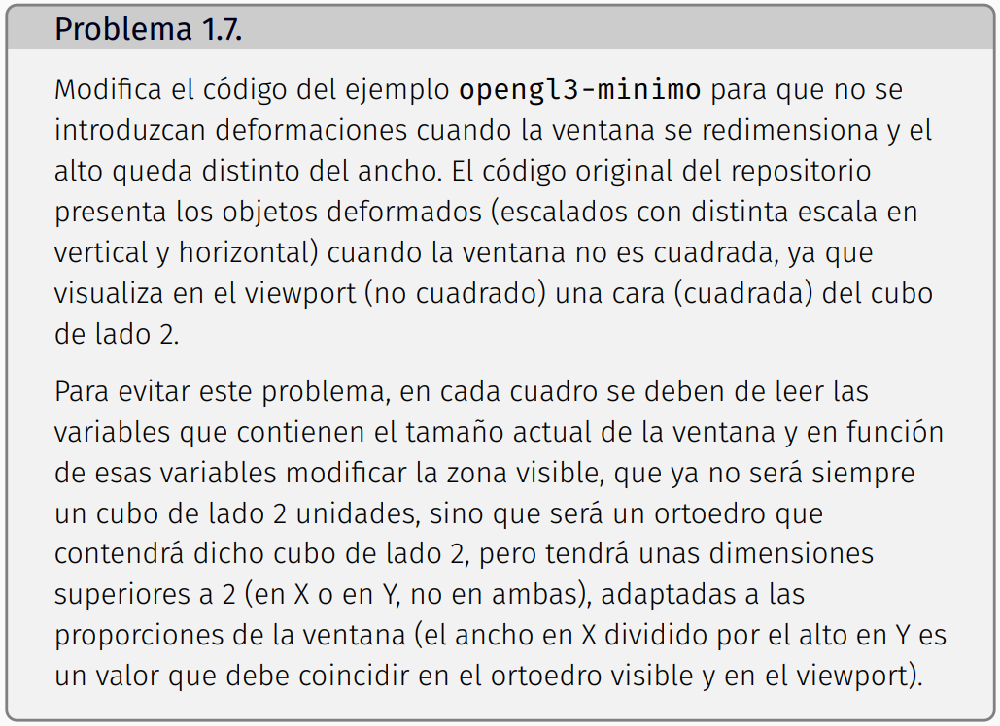 Problema 1.7.
Modifica el código del ejemplo opengl3-minimo para que no se
introduzcan deformaciones cuando la ventana se redimensiona y el
alto queda distinto del ancho. El código original del repositorio
presenta los objetos deformados (escalados con distinta escala en
vertical y horizontal) cuando la ventana no es cuadrada, ya que
visualiza en el viewport (no cuadrado) una cara (cuadrada) del cubo
de lado 2.
Para evitar este problema, en cada cuadro se deben de leer las
variables que contienen el tamaño actual de la ventana y en función
de esas variables modificar la zona visible, que ya no será siempre
un cubo de lado 2 unidades, sino que será un ortoedro que
contendrá dicho cubo de lado 2, pero tendrá unas dimensiones
superiores a 2 (en X o en Y, no en ambas), adaptadas a las
proporciones de la ventana (el ancho en X dividido por el alto en Y es
un valor que debe coincidir en el ortoedro visible y en el viewport).